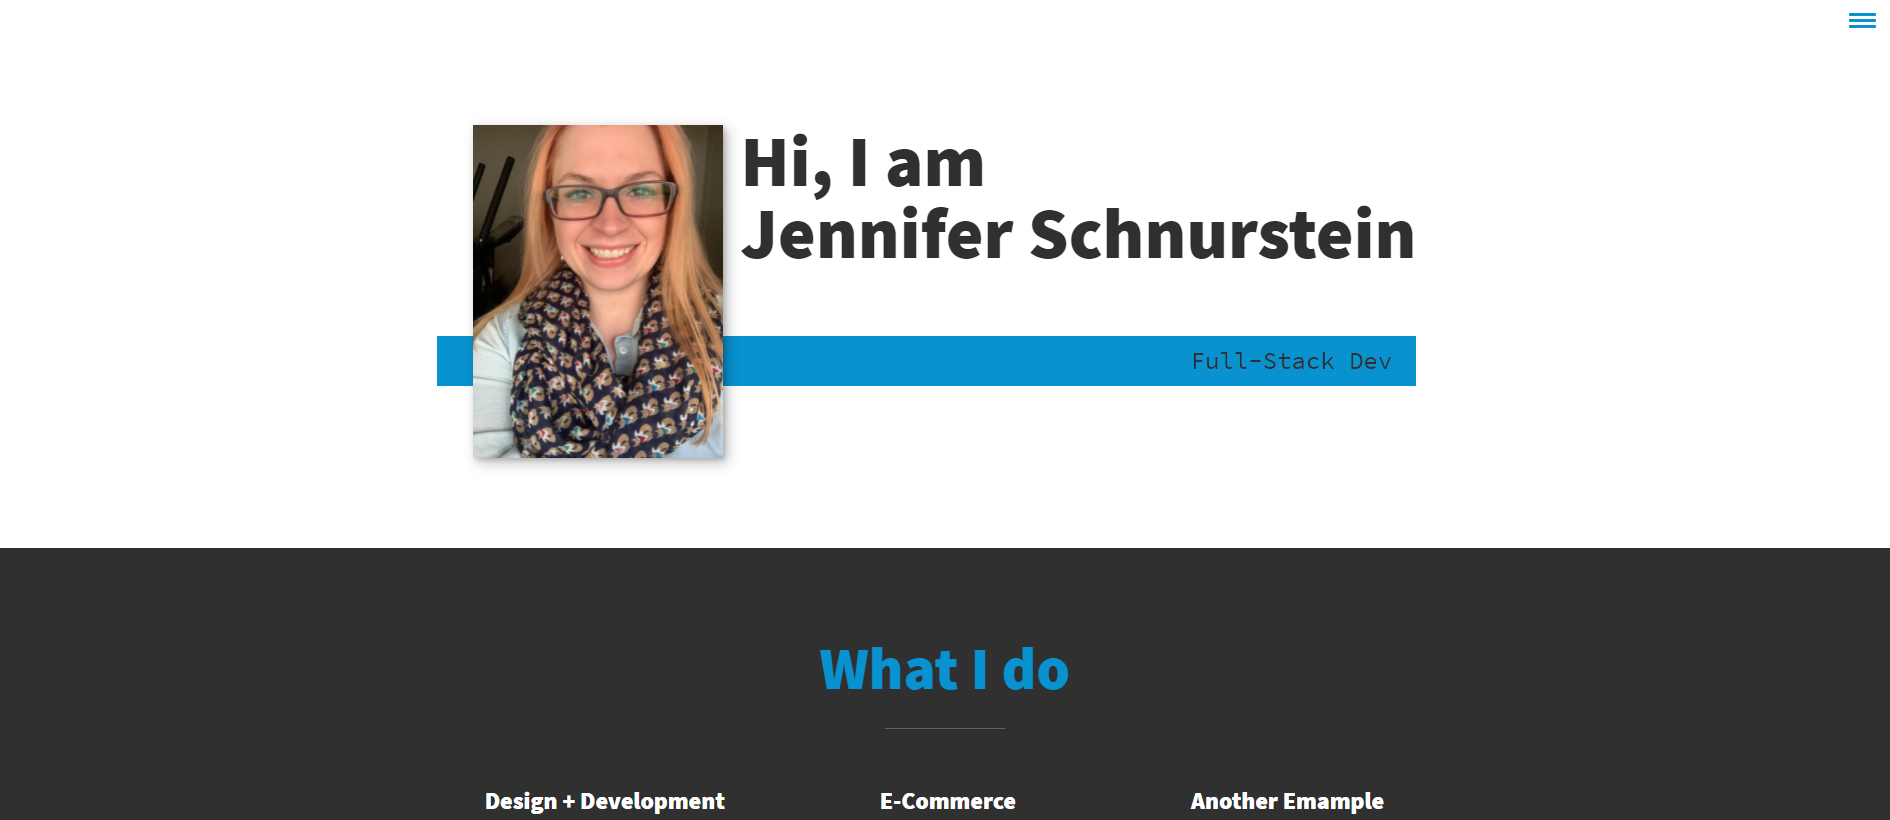 Hi, I am
Jennifer Schnurstein
Full-Stack Dev
What I do
Design + Development
E-Commerce
Another Emample